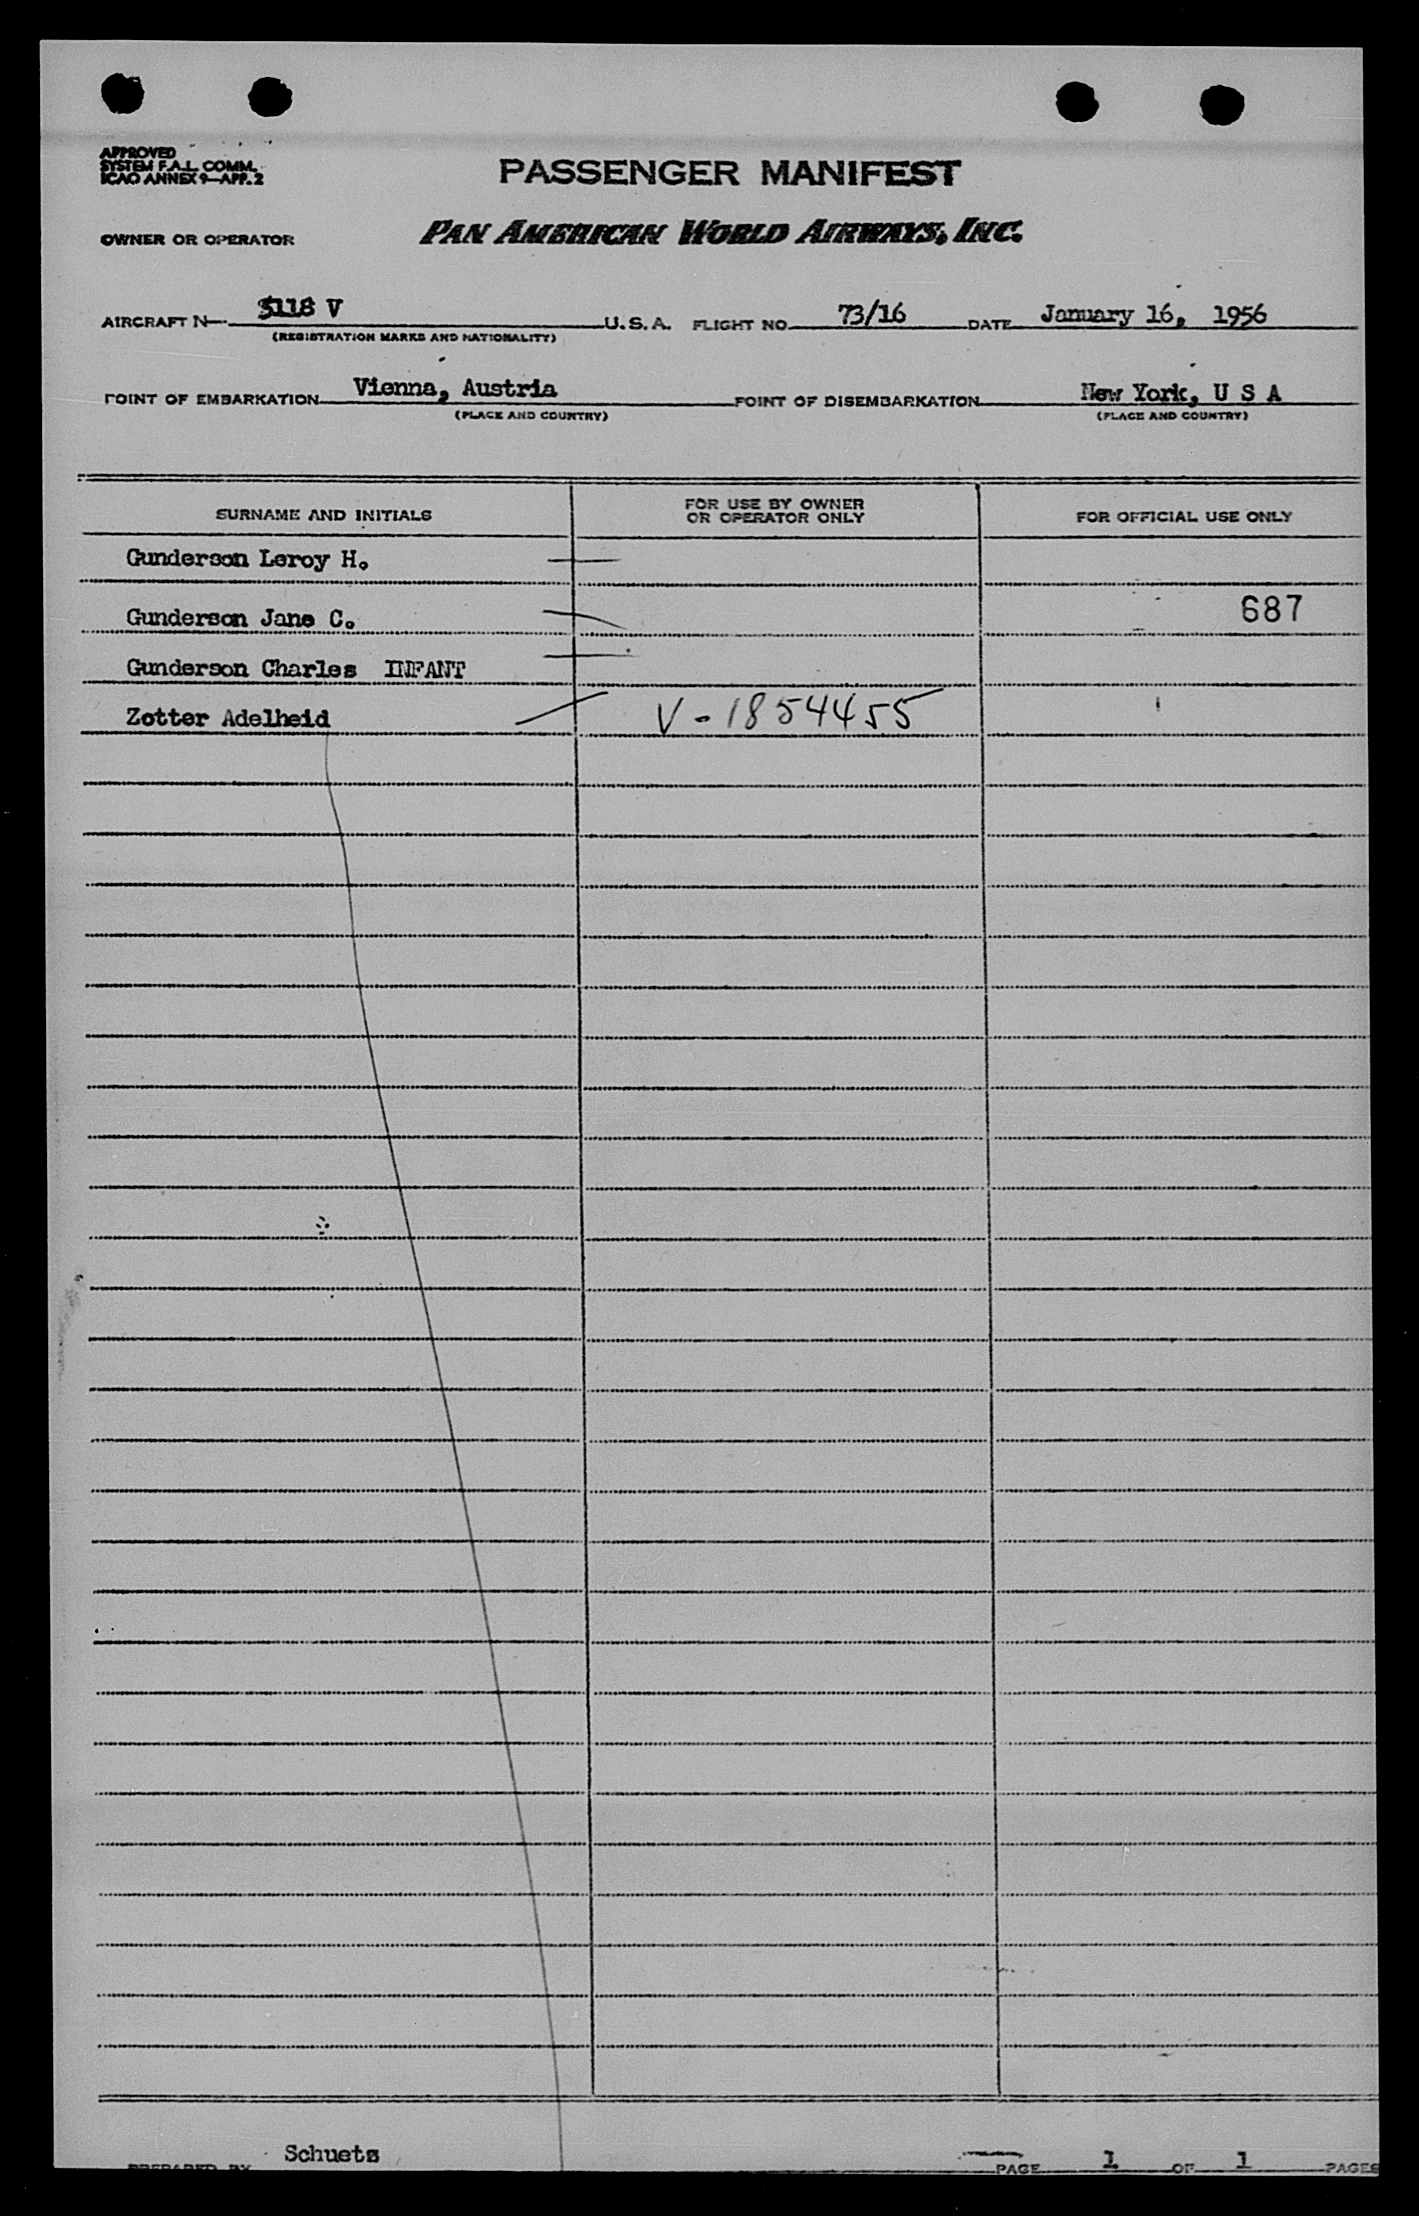 APPROVED
SYSTEM F.A.L. COMM.
ICAO ANNEX 9—APP. 2
PASSENGER MANIFEST
OWNER OR OPERATOR
PAN AMERICAN WORLD AIRWAYS, INC.
AIRCRAFT N— 5118 V U.S.A. FLIGHT NO. 73/16 DATE January 16, 1956
(REGISTRATION MARKS AND NATIONALITY)
POINT OF EMBARKATION Vienna, Austria POINT OF DISEMBARKATION New York, U S A
(PLACE AND COUNTRY) (PLACE AND COUNTRY)
SURNAME AND INITIALS
FOR USE BY OWNER
OR OPERATOR ONLY
FOR OFFICIAL USE ONLY
Gunderson Leroy H.
Gunderson Jane C. 687
Gunderson Charles INFANT
Zotter Adelheid V-1854455
PREPARED BY Schuetz PAGE 1 OF 1 PAGES